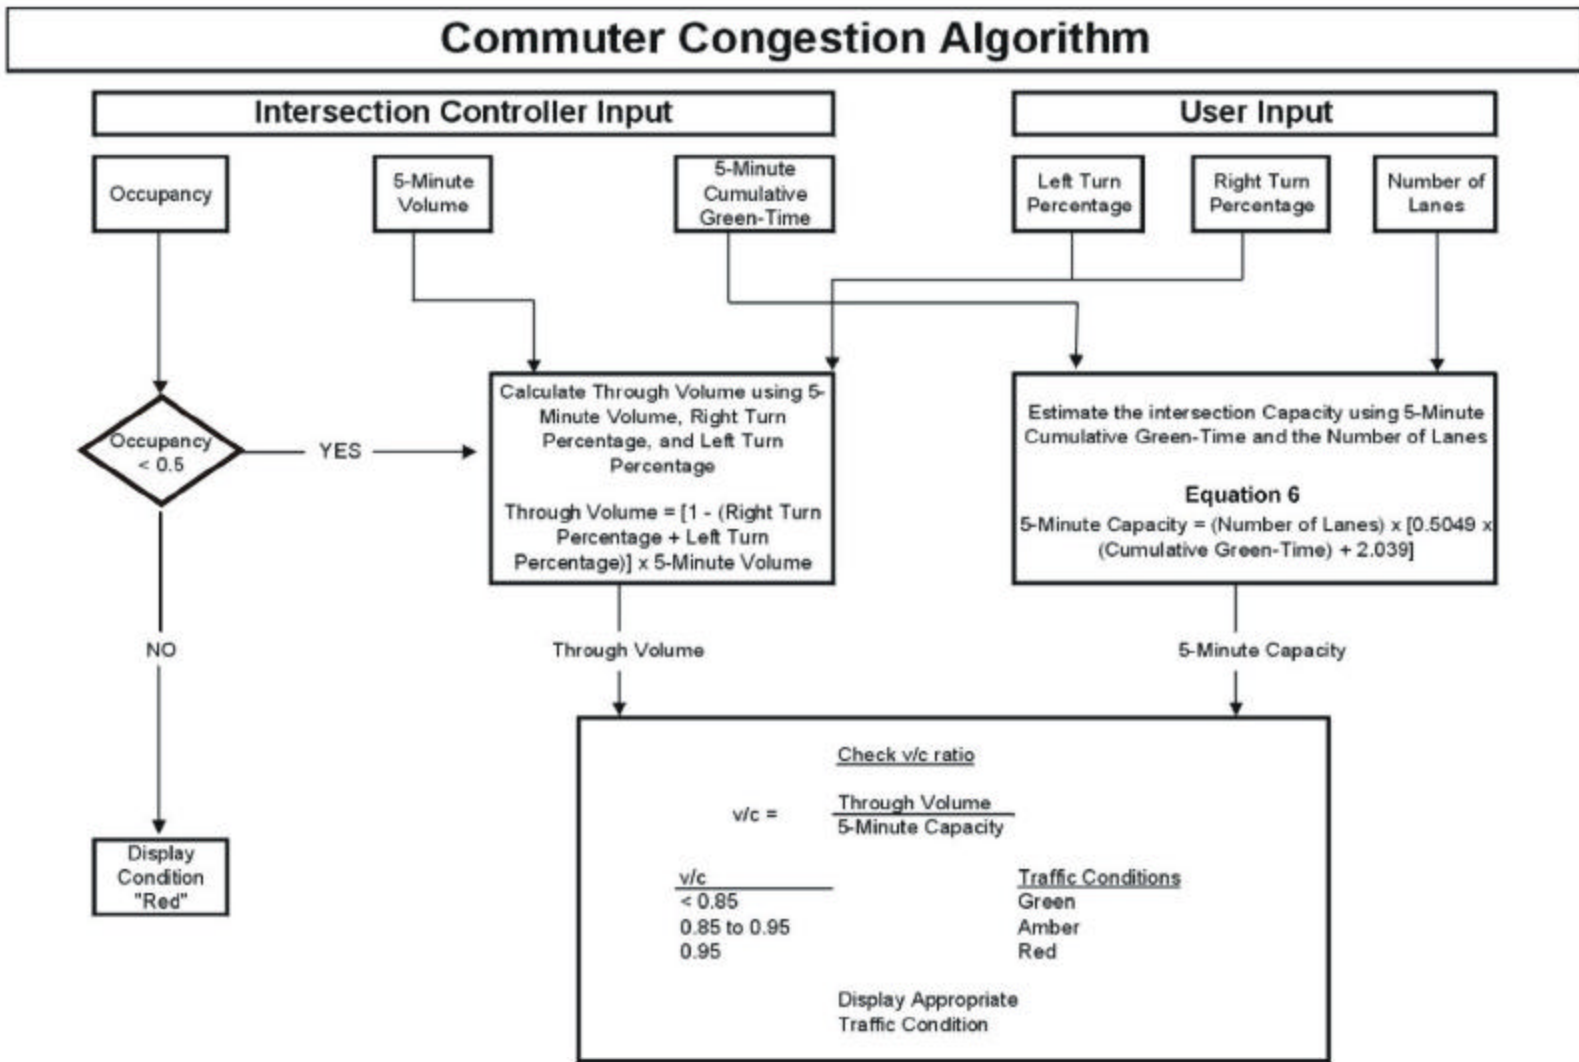 Commuter Congestion Algorithm
Intersection Controller Input
User Input
Occupancy
5-Minute
Volume
5-Minute
Cumulative
Green-Time
Left Turn
Percentage
Right Turn
Percentage
Number of
Lanes
Occupancy
< 0.5
YES
Calculate Through Volume using 5-
Minute Volume, Right Turn
Percentage, and Left Turn
Percentage
Through Volume = [1 - (Right Turn
Percentage + Left Turn
Percentage)] x 5-Minute Volume
Estimate the intersection Capacity using 5-Minute
Cumulative Green-Time and the Number of Lanes
Equation 6
5-Minute Capacity = (Number of Lanes) x [0.5049 x
(Cumulative Green-Time) + 2.039]
NO
Through Volume
5-Minute Capacity
Display
Condition
"Red"
Check v/c ratio
v/c =
Through Volume
5-Minute Capacity
v/c Traffic Conditions
< 0.85 Green
0.85 to 0.95 Amber
0.95 Red
Display Appropriate
Traffic Condition